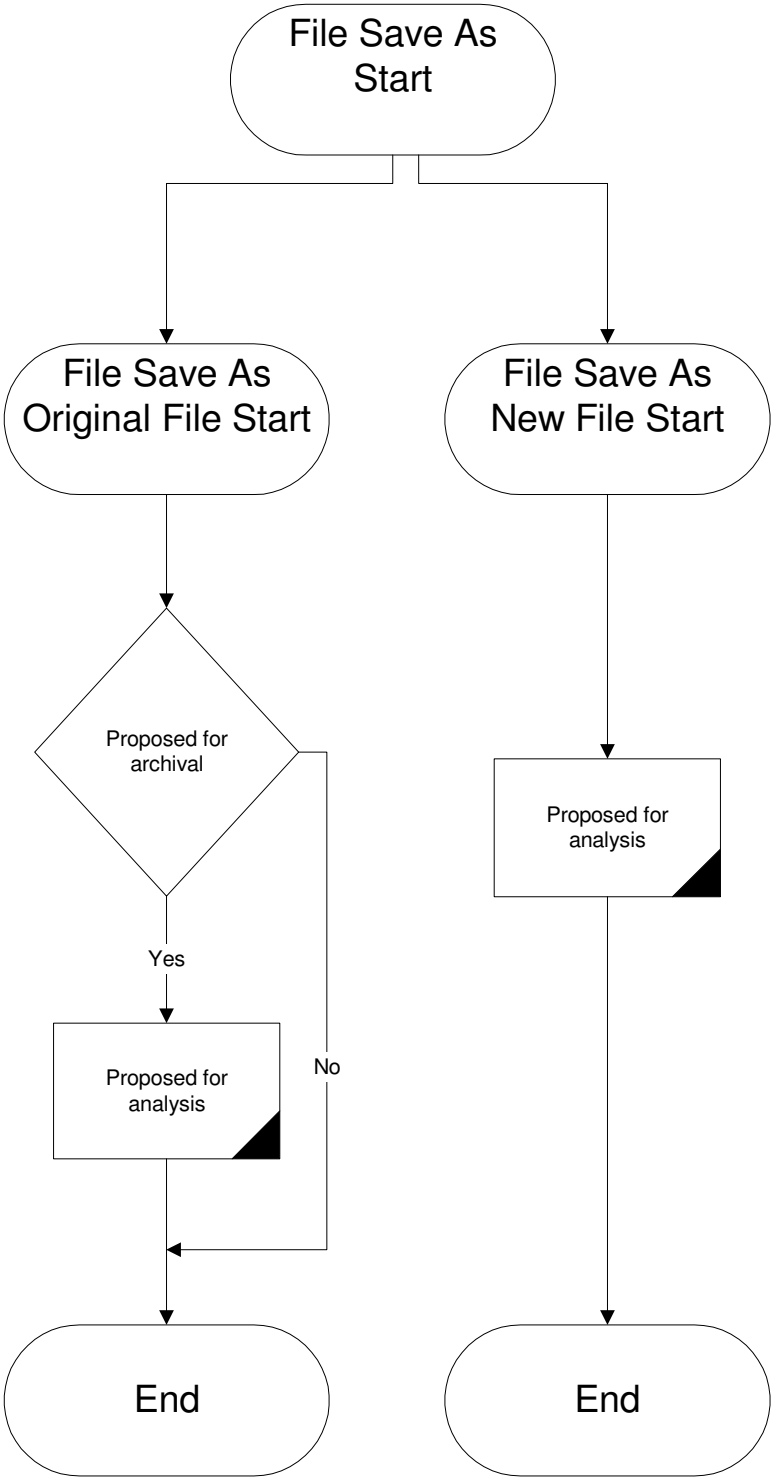 File Save As
Start
File Save As
Original File Start
File Save As
New File Start
Proposed for
archival
Proposed for
analysis
Yes
No
Proposed for
analysis
End
End